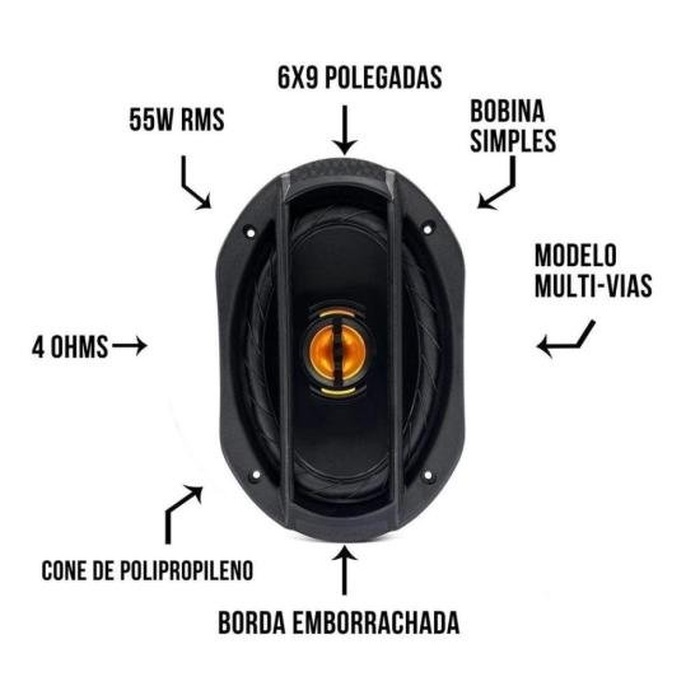 6X9 POLEGADAS
55W RMS
BOBINA
SIMPLES
MODELO
MULTI-VIAS
4 OHMS
CONE DE POLIPROPILENO
BORDA EMBORRACHADA